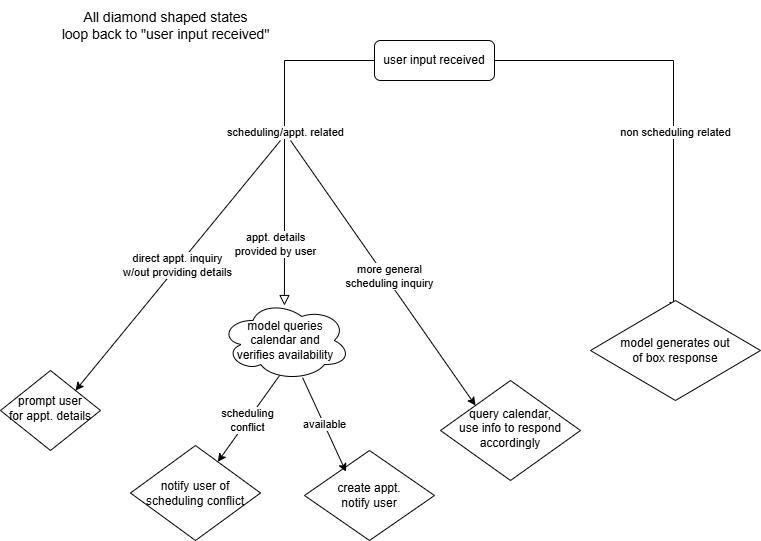 All diamond shaped states
loop back to "user input received"
user input received
scheduling/appt. related
non scheduling related
direct appt. inquiry
w/out providing details
appt. details
provided by user
more general
scheduling inquiry
model queries
calendar and
verifies availability
model generates out
of box response
prompt user
for appt. details
scheduling
conflict
available
query calendar,
use info to respond
accordingly
notify user of
scheduling conflict
create appt.
notify user